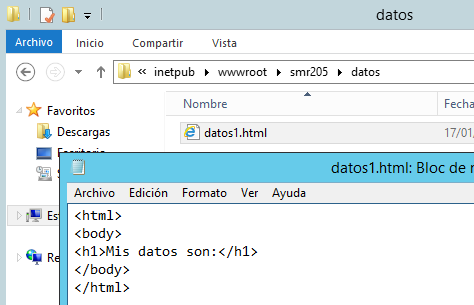 datos
Archivo Inicio Compartir Vista
« inetpub wwwroot smr205 datos
Nombre Fecha
Favoritos
Descargas
datos1.html 17/01
Escritorio
datos1.html: Bloc de
Archivo Edición Formato Ver Ayuda
<html>
<body>
<h1>Mis datos son:</h1>
</body>
</html>